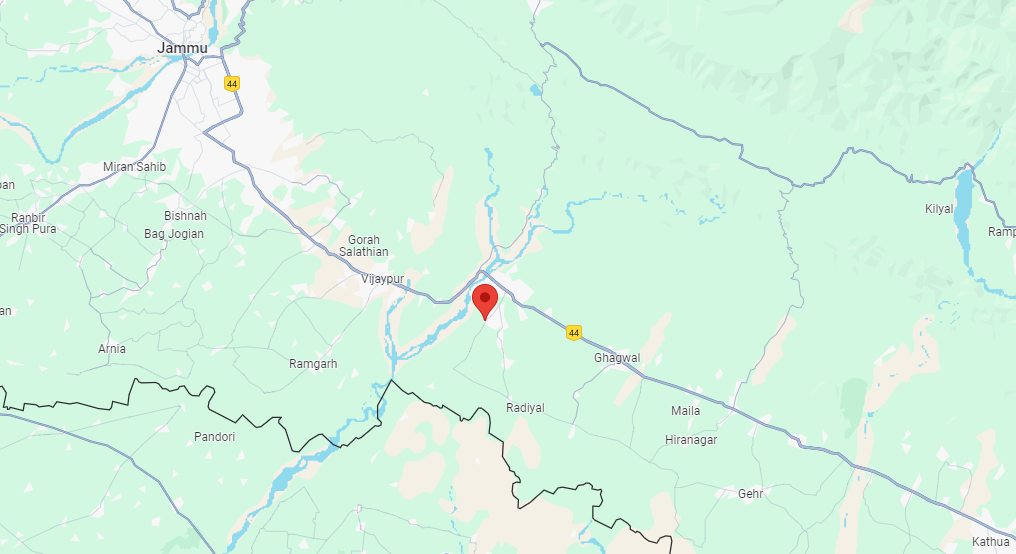 Jammu
44
Miran Sahib
Ranbir
Singh Pura
Bishnah
Bag Jogian
Gorah
Salathian
Vijaypur
Kilyal
Arnia
Ramgarh
44
Ghagwal
Radiyal
Maila
Hiranagar
Pandori
Gehr
Kathua